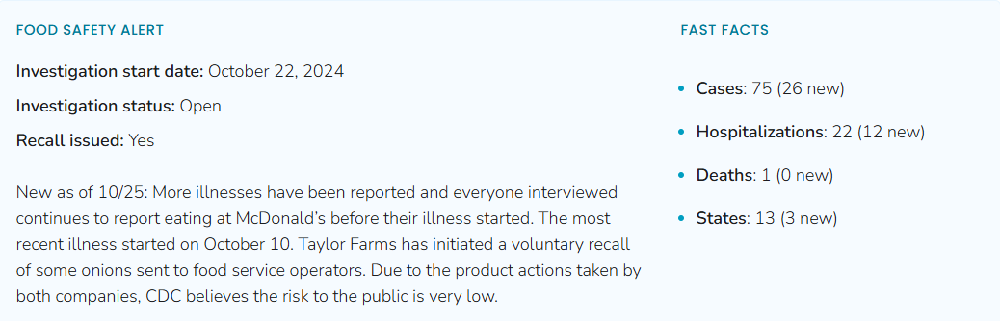 FOOD SAFETY ALERT
Investigation start date: October 22, 2024
Investigation status: Open
Recall issued: Yes
New as of 10/25: More illnesses have been reported and everyone interviewed
continues to report eating at McDonald’s before their illness started. The most
recent illness started on October 10. Taylor Farms has initiated a voluntary recall
of some onions sent to food service operators. Due to the product actions taken by
both companies, CDC believes the risk to the public is very low.
FAST FACTS
• Cases: 75 (26 new)
• Hospitalizations: 22 (12 new)
• Deaths: 1 (0 new)
• States: 13 (3 new)